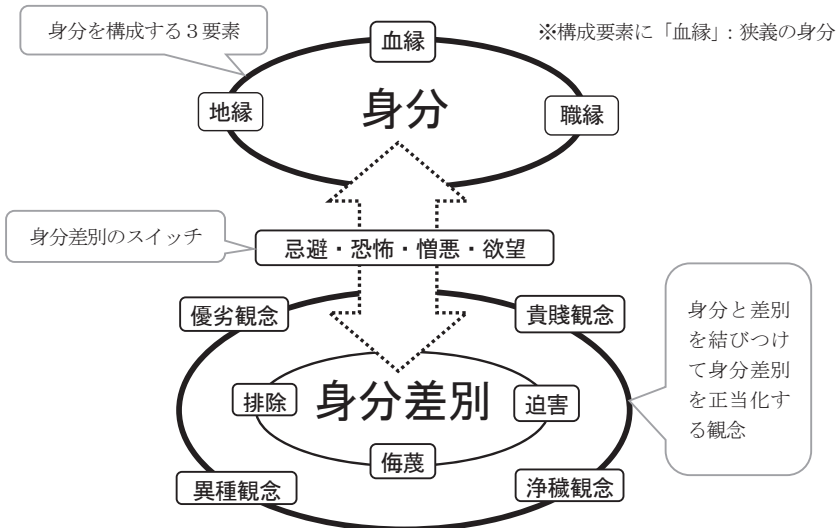 身分を構成する３要素
※構成要素に「血縁」: 狭義の身分
血縁
地縁
身分
職縁
身分差別のスイッチ
忌避・恐怖・憎悪・欲望
優劣観念
貴賤観念
身分と差別
を結びつけ
て身分差別
を正当化す
る観念
排除
身分差別
迫害
侮蔑
異種観念
浄穢観念